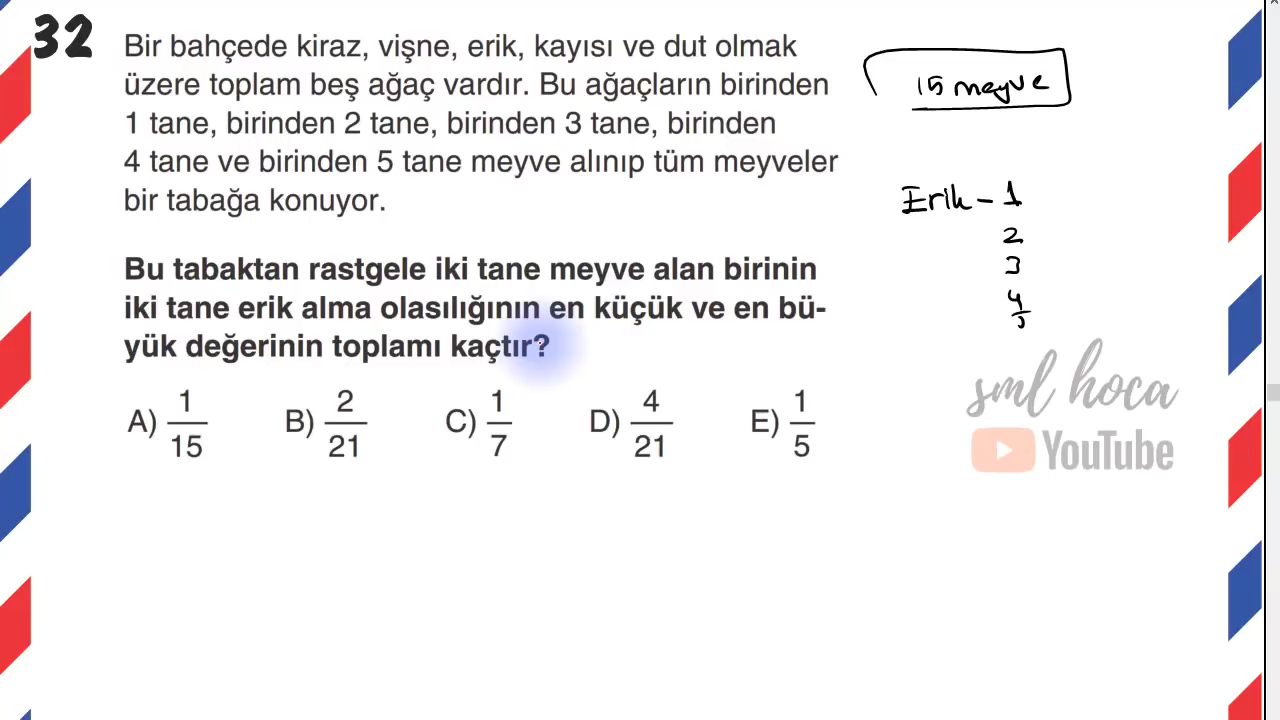 32
Bir bahçede kiraz, vişne, erik, kayısı ve dut olmak
üzere toplam beş ağaç vardır. Bu ağaçların birinden
1 tane, birinden 2 tane, birinden 3 tane, birinden
4 tane ve birinden 5 tane meyve alınıp tüm meyveler
bir tabağa konuyor.
15 meyve
Erik - 1
2
3
4
5
Bu tabaktan rastgele iki tane meyve alan birinin
iki tane erik alma olasılığının en küçük ve en bü-
yük değerinin toplamı kaçtır?
A) 1/15 B) 2/21 C) 1/7 D) 4/21 E) 1/5
sml hoca
YouTube